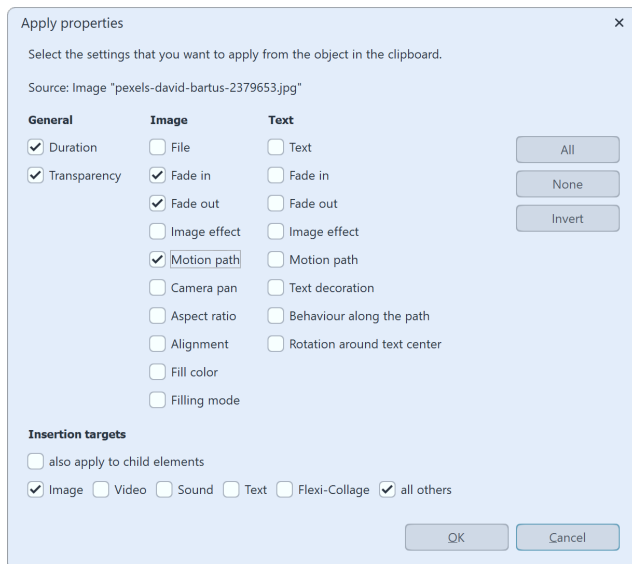 Apply properties
Select the settings that you want to apply from the object in the clipboard.
Source: Image "pexels-david-bartus-2379653.jpg"
General Image Text
Duration File Text All
Transparency Fade in Fade in None
Fade out Fade out Invert
Image effect Image effect
Motion path Motion path
Camera pan Text decoration
Aspect ratio Behaviour along the path
Alignment Rotation around text center
Fill color
Filling mode
Insertion targets
also apply to child elements
Image Video Sound Text Flexi-Collage all others
OK Cancel